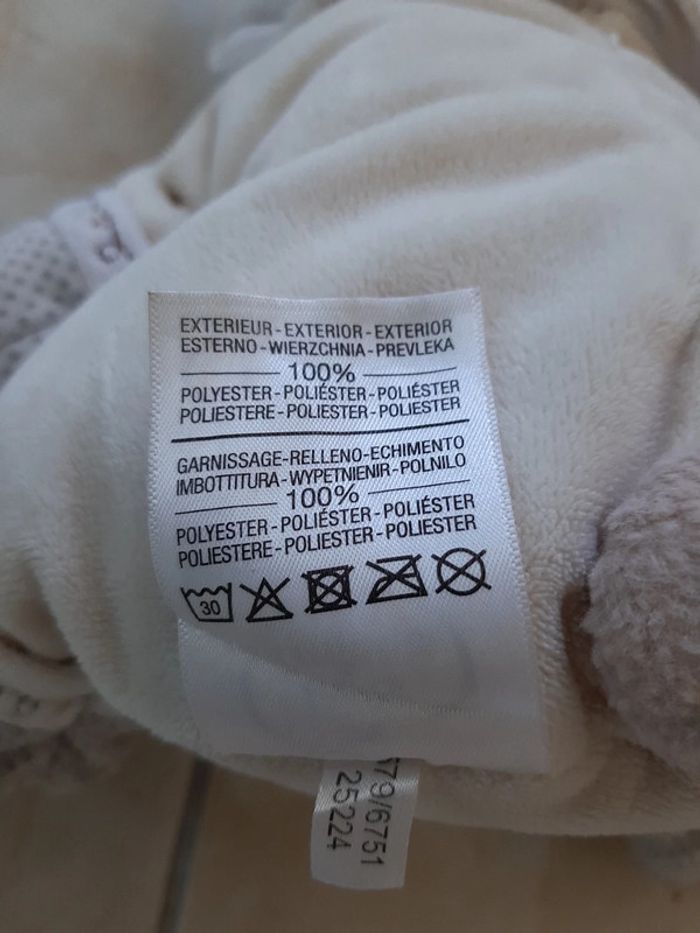 EXTERIEUR-EXTERIOR-EXTERIOR
ESTERNO-WIERZCHNIA-PREVLEKA
100%
POLYESTER-POLIÉSTER-POLIÉSTER
POLIESTERE-POLIESTER-POLIESTER
GARNISSAGE-RELLENO-ECHIMENTO
IMBOTTITURA-WYPETNIENIR-POLNILO
100%
POLYESTER-POLIÉSTER-POLIÉSTER
POLIESTERE-POLIESTER-POLIESTER
30
79/6751
25224